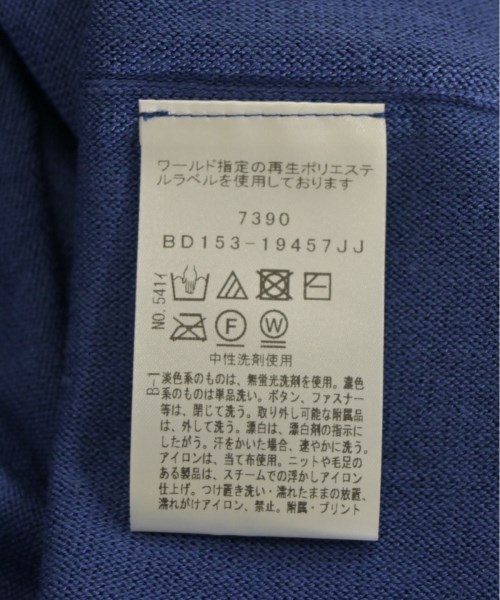 ワールド指定の再生ポリエステ
ルラベルを使用しております
7390
BD153-19457JJ
NO.541イ
F
W
中性洗剤使用
B-1
淡色系のものは、無蛍光洗剤を使用。濃色
系のものは単品洗い。ボタン、ファスナー
等は、閉じて洗う。取り外し可能な附属品
は、外して洗う。漂白は、漂白剤の指示に
したがう。汗をかいた場合、速やかに洗う。
アイロンは、当て布使用。ニットや毛足の
ある製品は、スチームでの浮かしアイロン
仕上げ。つけ置き洗い・濡れたままの放置、
濡れがけアイロン、禁止。附属・プリント